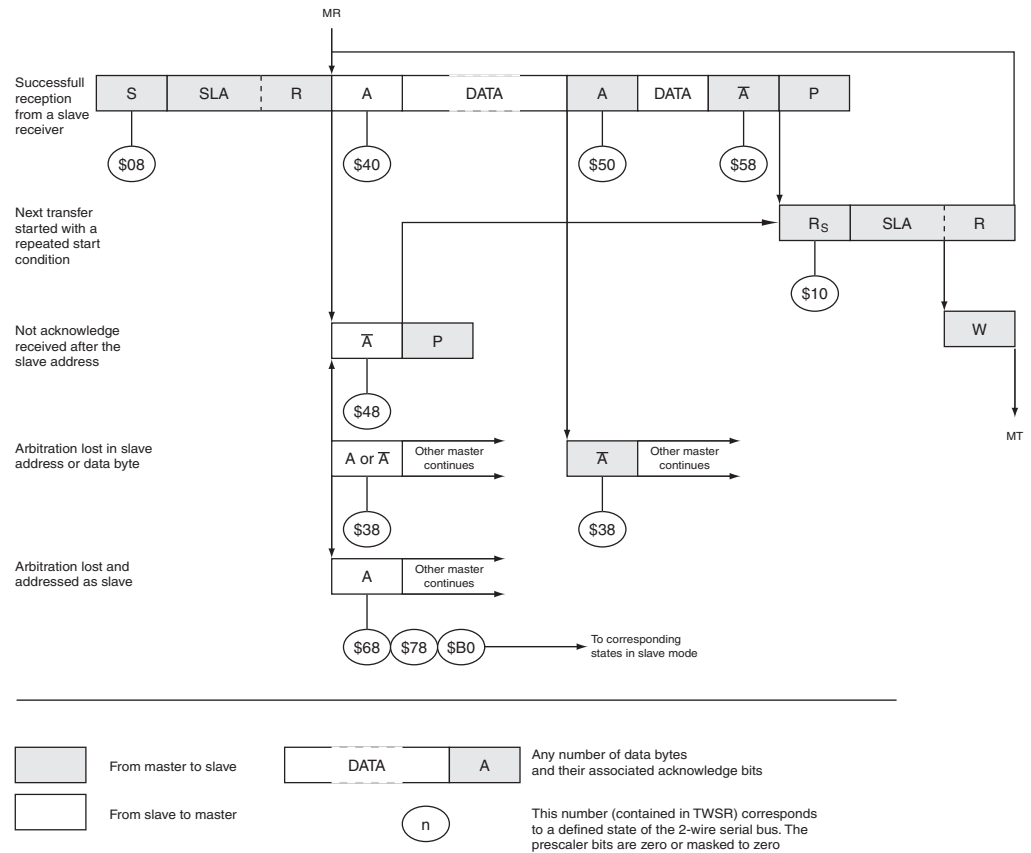 MR
Successfull
reception
from a slave
receiver
S SLA R A DATA A DATA A̅ P
$08 $40 $50 $58
Next transfer
started with a
repeated start
condition
RS SLA R
$10
Not acknowledge
received after the
slave address
A̅ P
W
$48
MT
Arbitration lost in slave
address or data byte
A or A̅
Other master
continues
A̅
Other master
continues
$38 $38
Arbitration lost and
addressed as slave
A
Other master
continues
$68 $78 $B0
To corresponding
states in slave mode
From master to slave
DATA A
Any number of data bytes
and their associated acknowledge bits
From slave to master
n
This number (contained in TWSR) corresponds
to a defined state of the 2-wire serial bus. The
prescaler bits are zero or masked to zero